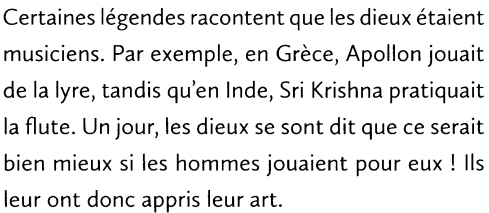 Certaines légendes racontent que les dieux étaient
musiciens. Par exemple, en Grèce, Apollon jouait
de la lyre, tandis qu'en Inde, Sri Krishna pratiquait
la flute. Un jour, les dieux se sont dit que ce serait
bien mieux si les hommes jouaient pour eux ! Ils
leur ont donc appris leur art.